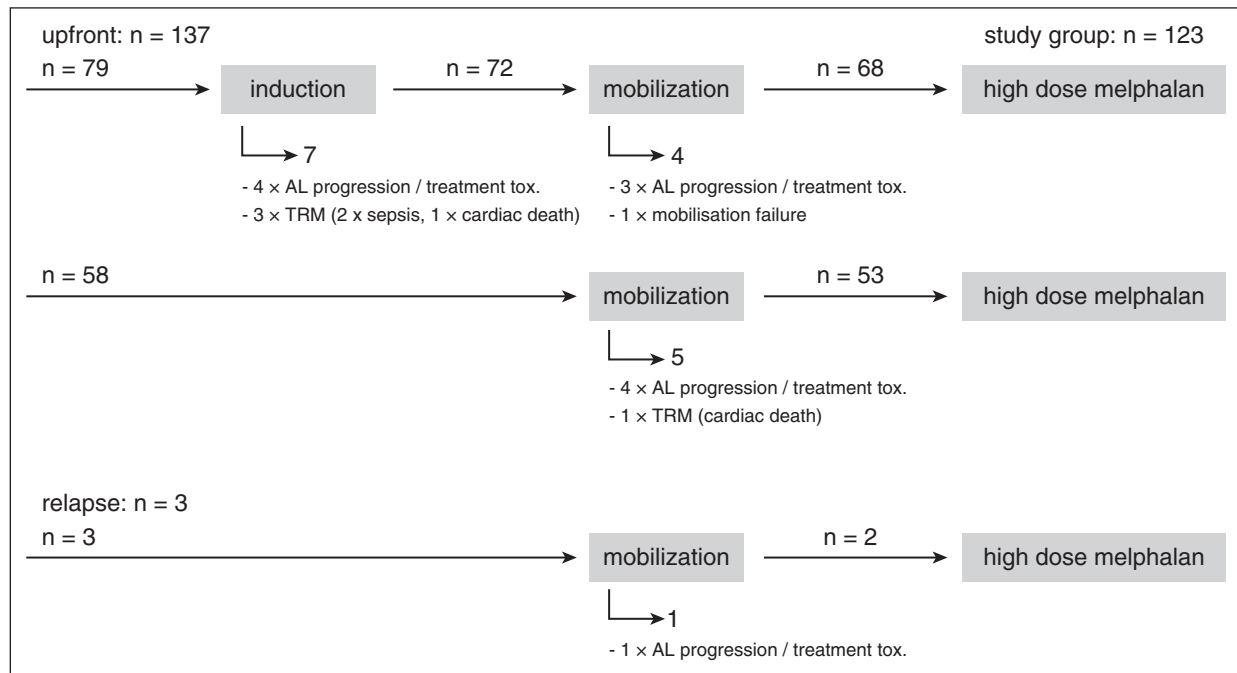 upfront: n = 137
study group: n = 123
n = 79
induction
n = 72
mobilization
n = 68
high dose melphalan
7
- 4 × AL progression / treatment tox.
- 3 × TRM (2 x sepsis, 1 × cardiac death)
4
- 3 × AL progression / treatment tox.
- 1 × mobilisation failure
n = 58
mobilization
n = 53
high dose melphalan
5
- 4 × AL progression / treatment tox.
- 1 × TRM (cardiac death)
relapse: n = 3
n = 3
mobilization
n = 2
high dose melphalan
1
- 1 × AL progression / treatment tox.